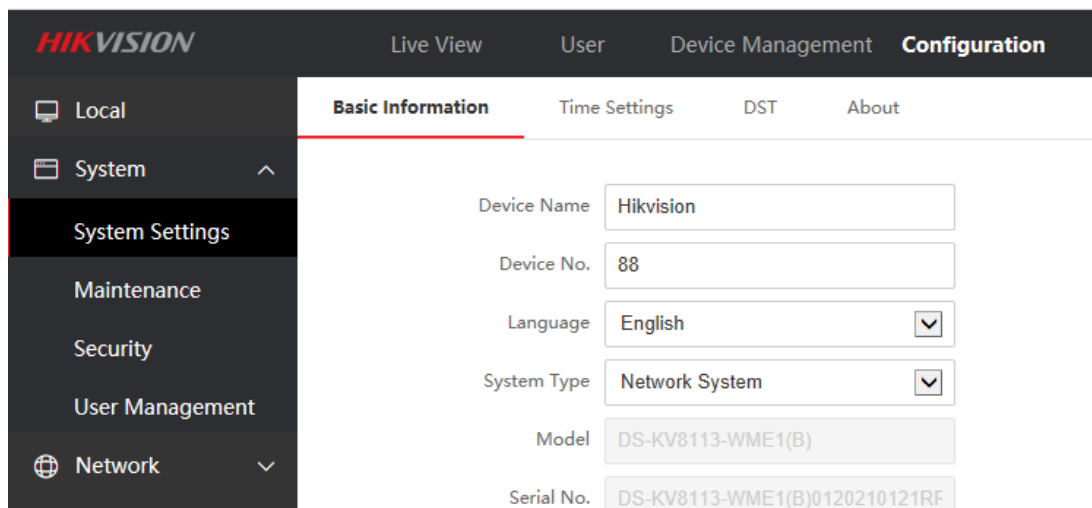 HIKVISION
Live View User Device Management Configuration
Local
System
System Settings
Maintenance
Security
User Management
Network
Basic Information Time Settings DST About
Device Name Hikvision
Device No. 88
Language English
System Type Network System
Model DS-KV8113-WME1(B)
Serial No. DS-KV8113-WME1(B)0120210121RF